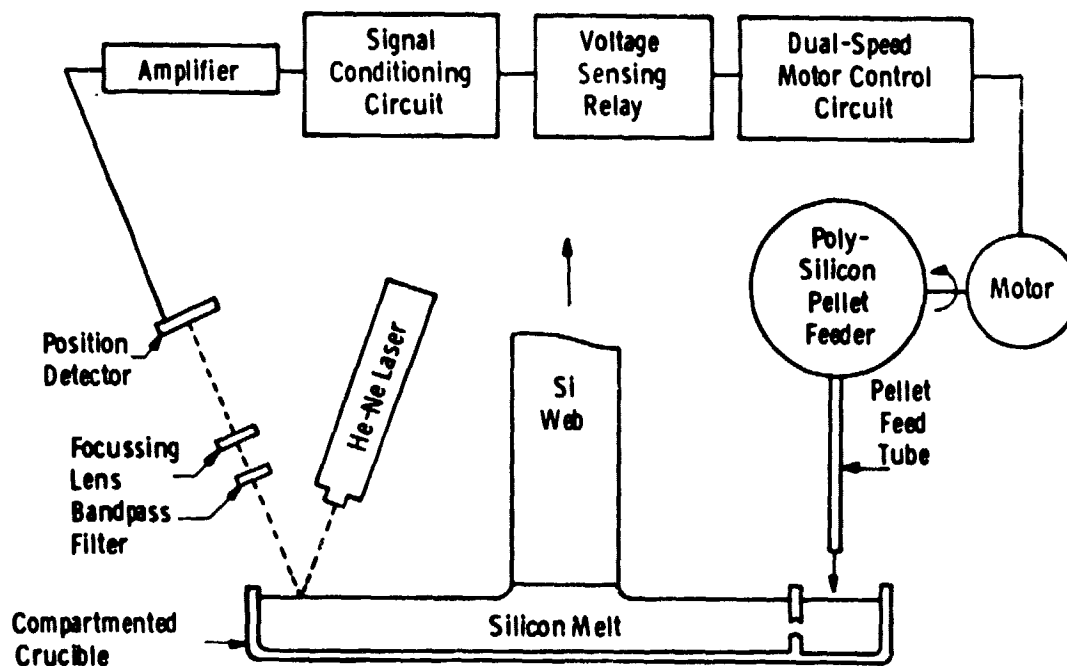 Amplifier
Signal
Conditioning
Circuit
Voltage
Sensing
Relay
Dual-Speed
Motor Control
Circuit
Poly-
Silicon
Pellet
Feeder
Motor
Position
Detector
He-Ne Laser
Si
Web
Pellet
Feed
Tube
Focussing
Lens
Bandpass
Filter
Silicon Melt
Compartmented
Crucible